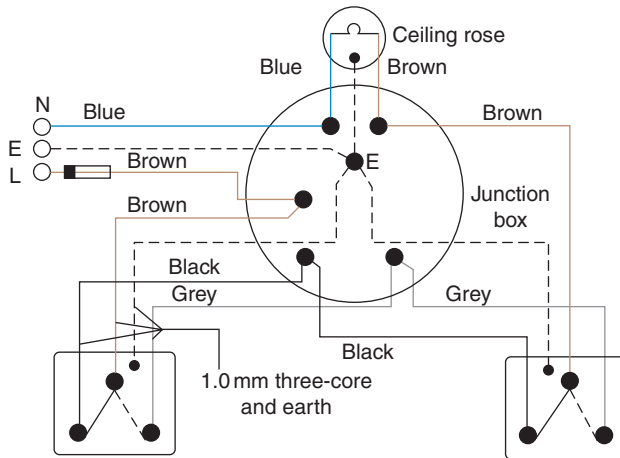 Ceiling rose
Blue
Brown
N
Blue
Brown
E
Brown
E
L
Junction
box
Brown
Black
Grey
Grey
Black
1.0 mm three-core
and earth